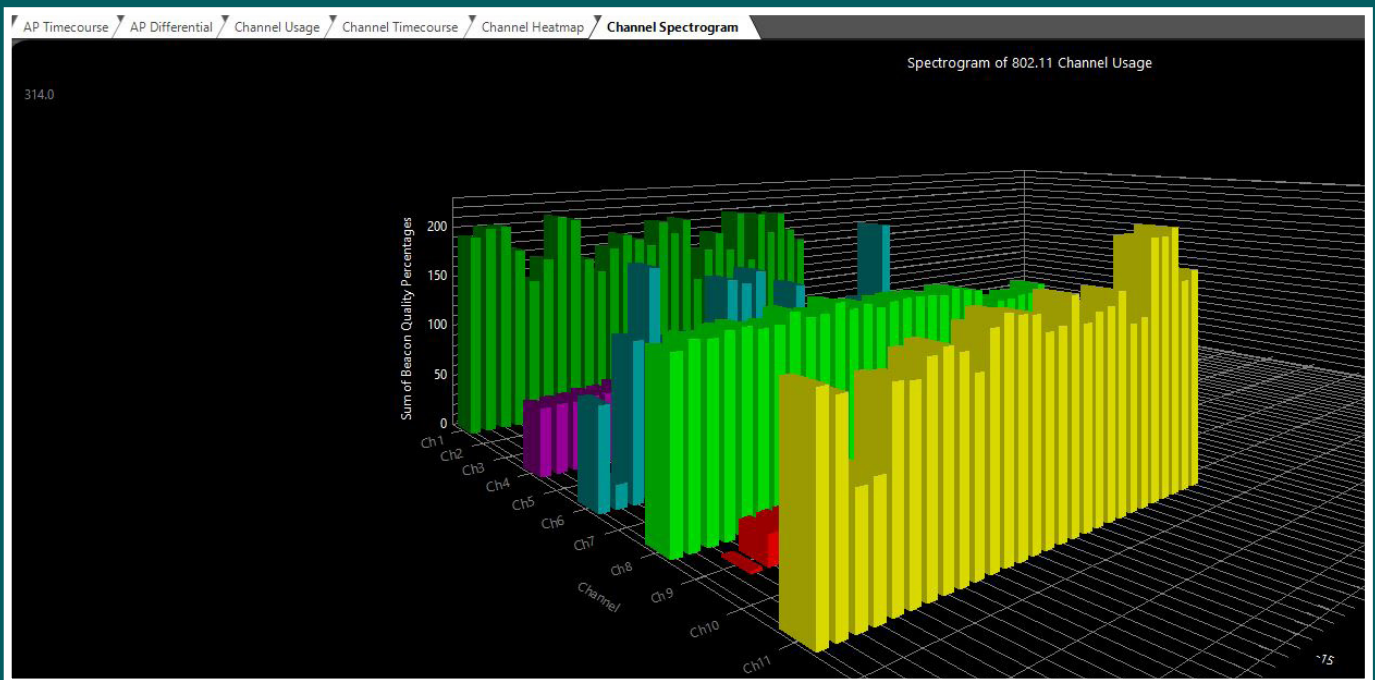 AP Timecourse AP Differential Channel Usage Channel Timecourse Channel Heatmap Channel Spectrogram
Spectrogram of 802.11 Channel Usage
314.0
Sum of Beacon Quality Percentages
200
150
100
50
0
Ch1
Ch2
Ch3
Ch4
Ch5
Ch6
Ch7
Ch8
Ch9
Ch10
Ch11
Channel
-15